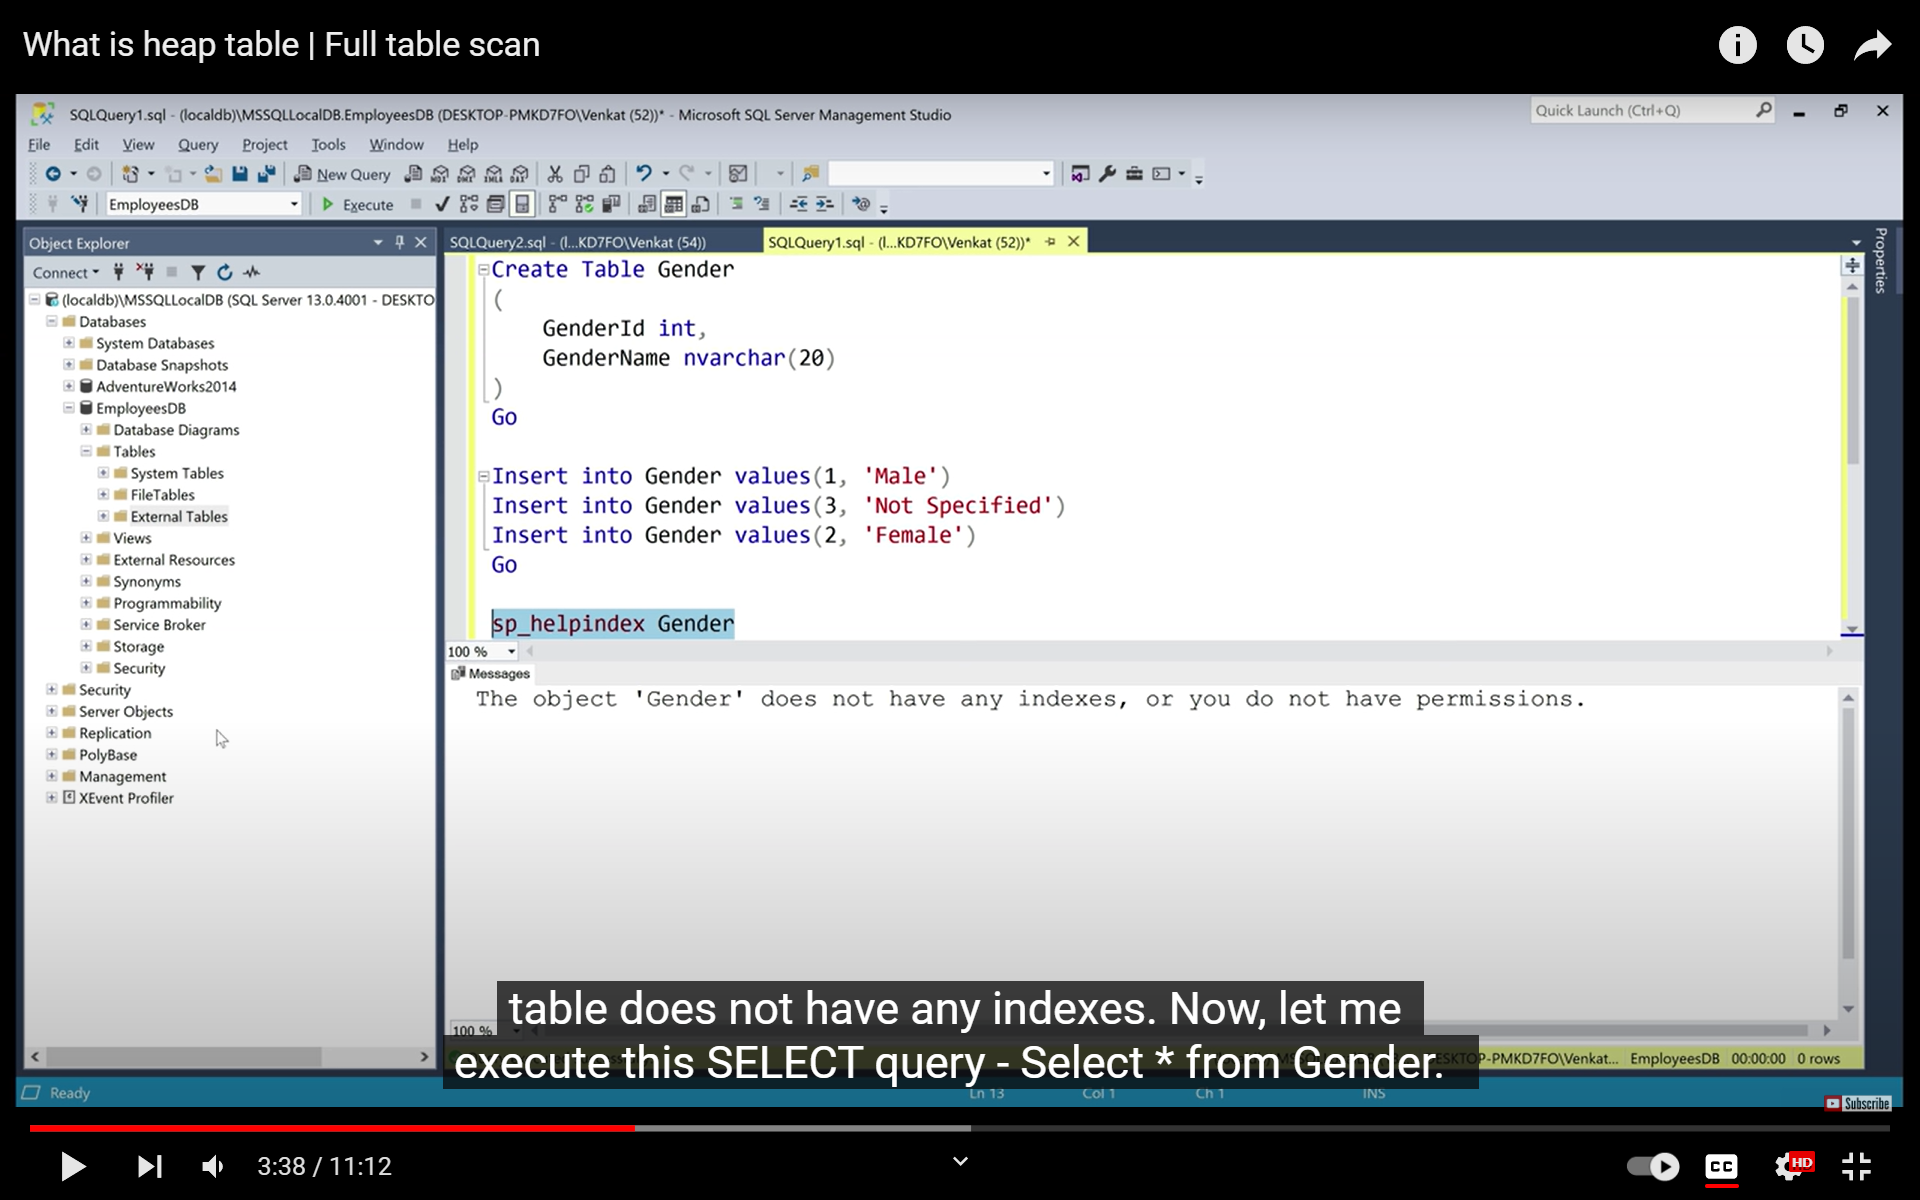 What is heap table | Full table scan
SQLQuery1.sql - (localdb)\MSSQLLocalDB.EmployeesDB (DESKTOP-PMKD7FO\Venkat (52))* - Microsoft SQL Server Management Studio
Quick Launch (Ctrl+Q)
File Edit View Query Project Tools Window Help
New Query
EmployeesDB
Execute
Object Explorer
SQLQuery2.sql - (l...KD7FO\Venkat (54))
SQLQuery1.sql - (l...KD7FO\Venkat (52))*
Properties
Connect
(localdb)\MSSQLLocalDB (SQL Server 13.0.4001 - DESKTO
Databases
System Databases
Database Snapshots
AdventureWorks2014
EmployeesDB
Database Diagrams
Tables
System Tables
FileTables
External Tables
Views
External Resources
Synonyms
Programmability
Service Broker
Storage
Security
Security
Server Objects
Replication
PolyBase
Management
XEvent Profiler
Create Table Gender
(
GenderId int,
GenderName nvarchar(20)
)
Go
Insert into Gender values(1, 'Male')
Insert into Gender values(3, 'Not Specified')
Insert into Gender values(2, 'Female')
Go
sp_helpindex Gender
100 %
Messages
The object 'Gender' does not have any indexes, or you do not have permissions.
100 %
table does not have any indexes. Now, let me
execute this SELECT query - Select * from Gender.
-PMKD7FO\Venkat... EmployeesDB 00:00:00 0 rows
Ready
Ln 13 Col 1 Ch 1 INS
Subscribe
3:38 / 11:12
CC
HD